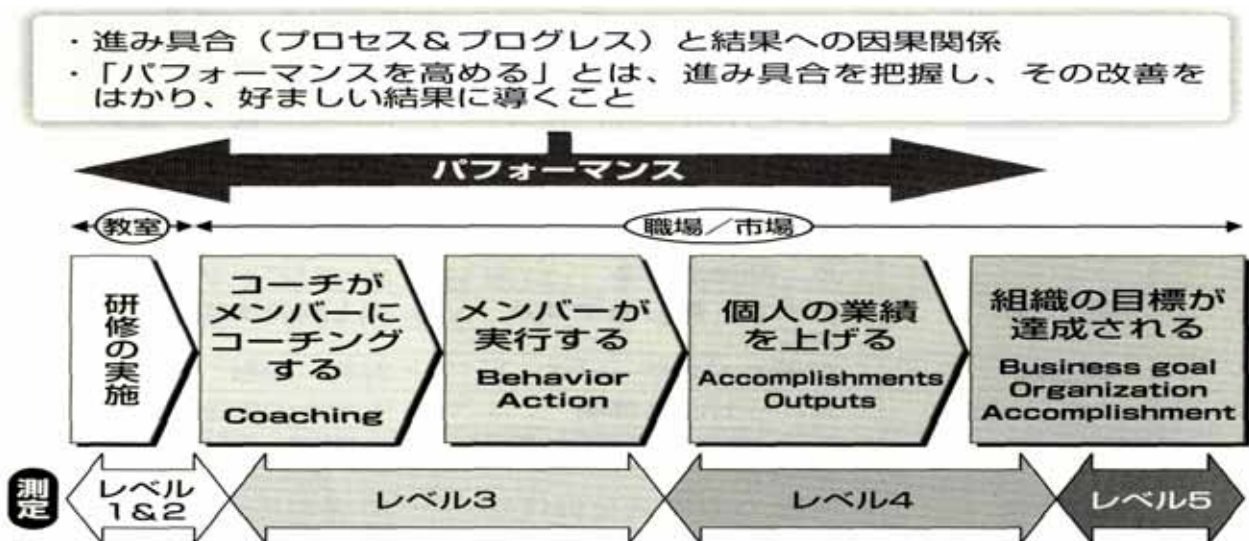 ・進み具合（プロセス＆プログレス）と結果への因果関係
・「パフォーマンスを高める」とは、進み具合を把握し、その改善を
はかり、好ましい結果に導くこと
パフォーマンス
教室
職場／市場
研修の実施
コーチが
メンバーに
コーチング
する
Coaching
メンバーが
実行する
Behavior
Action
個人の業績
を上げる
Accomplishments
Outputs
組織の目標が
達成される
Business goal
Organization
Accomplishment
測定
レベル
1＆2
レベル3
レベル4
レベル5